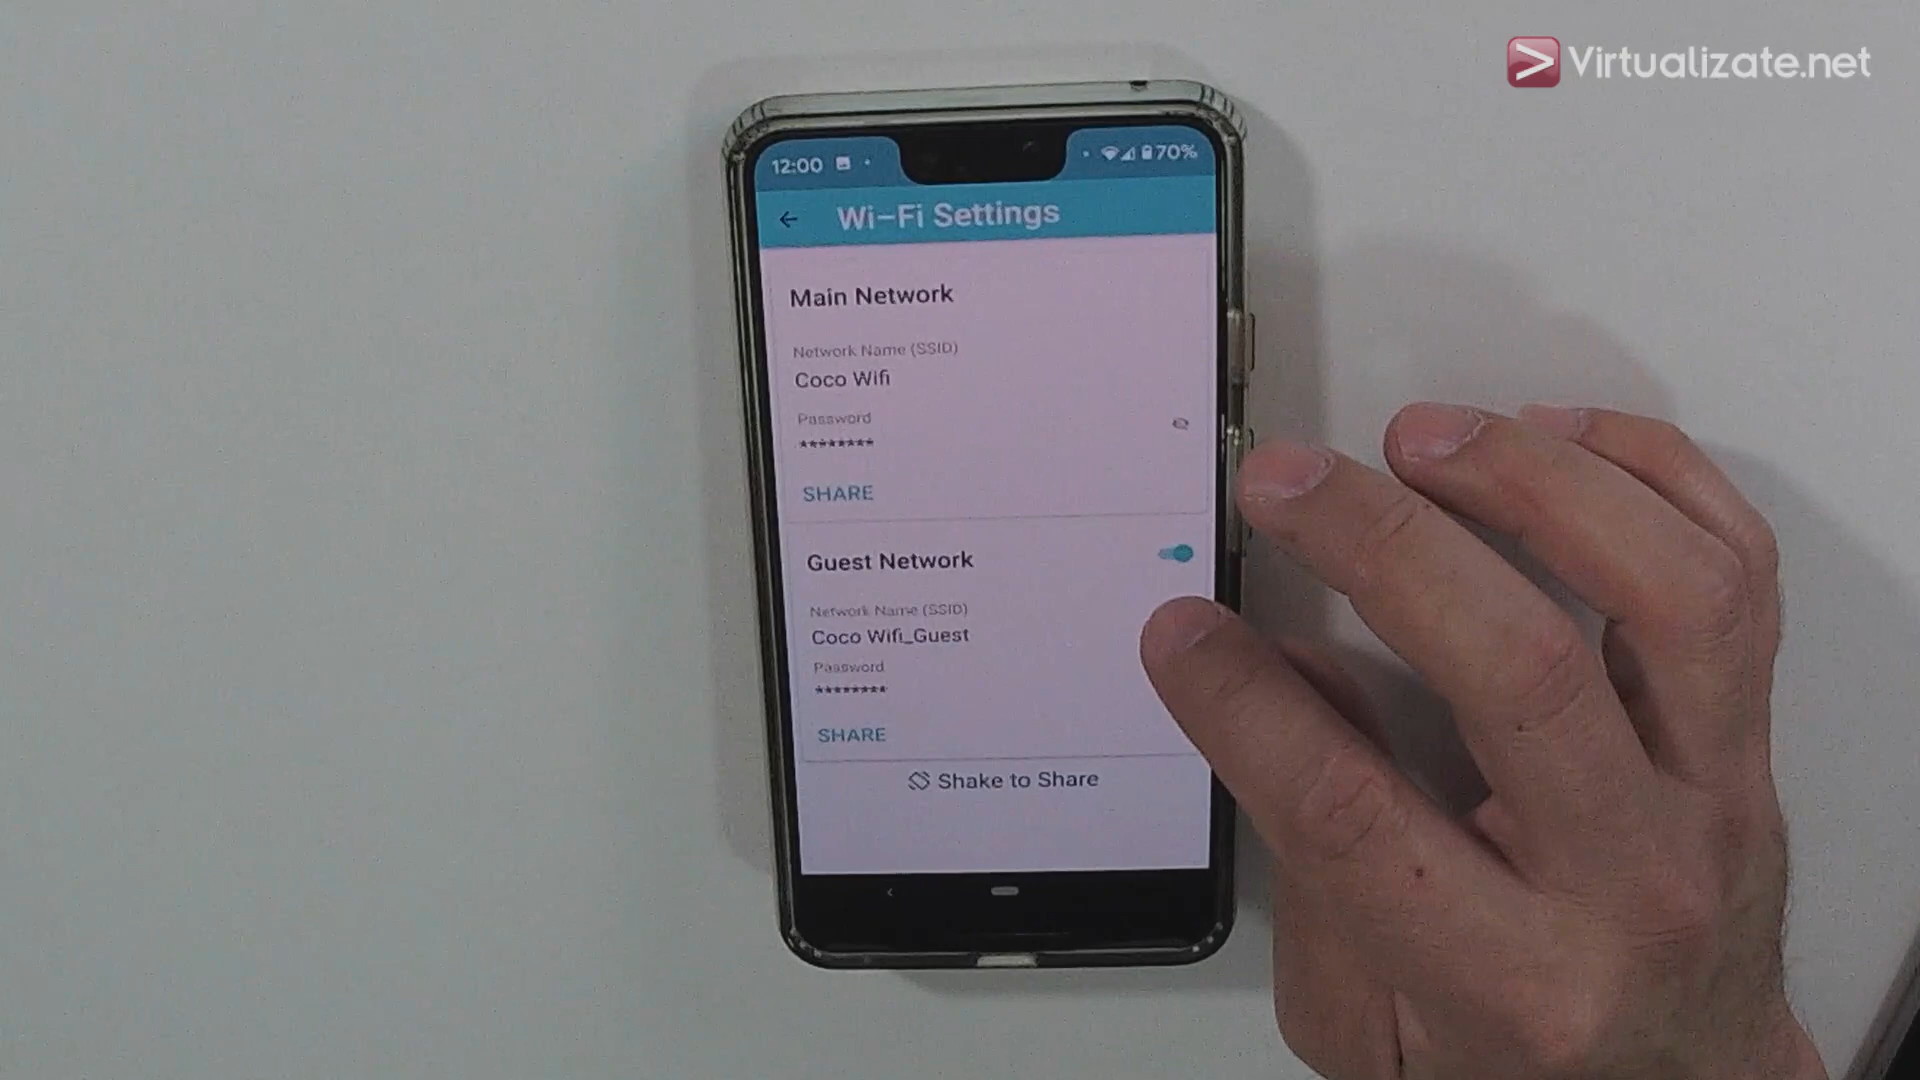 Virtualizate.net
12:00
70%
Wi-Fi Settings
Main Network
Network Name (SSID)
Coco Wifi
Password
********
SHARE
Guest Network
Network Name (SSID)
Coco Wifi_Guest
Password
********
SHARE
Shake to Share